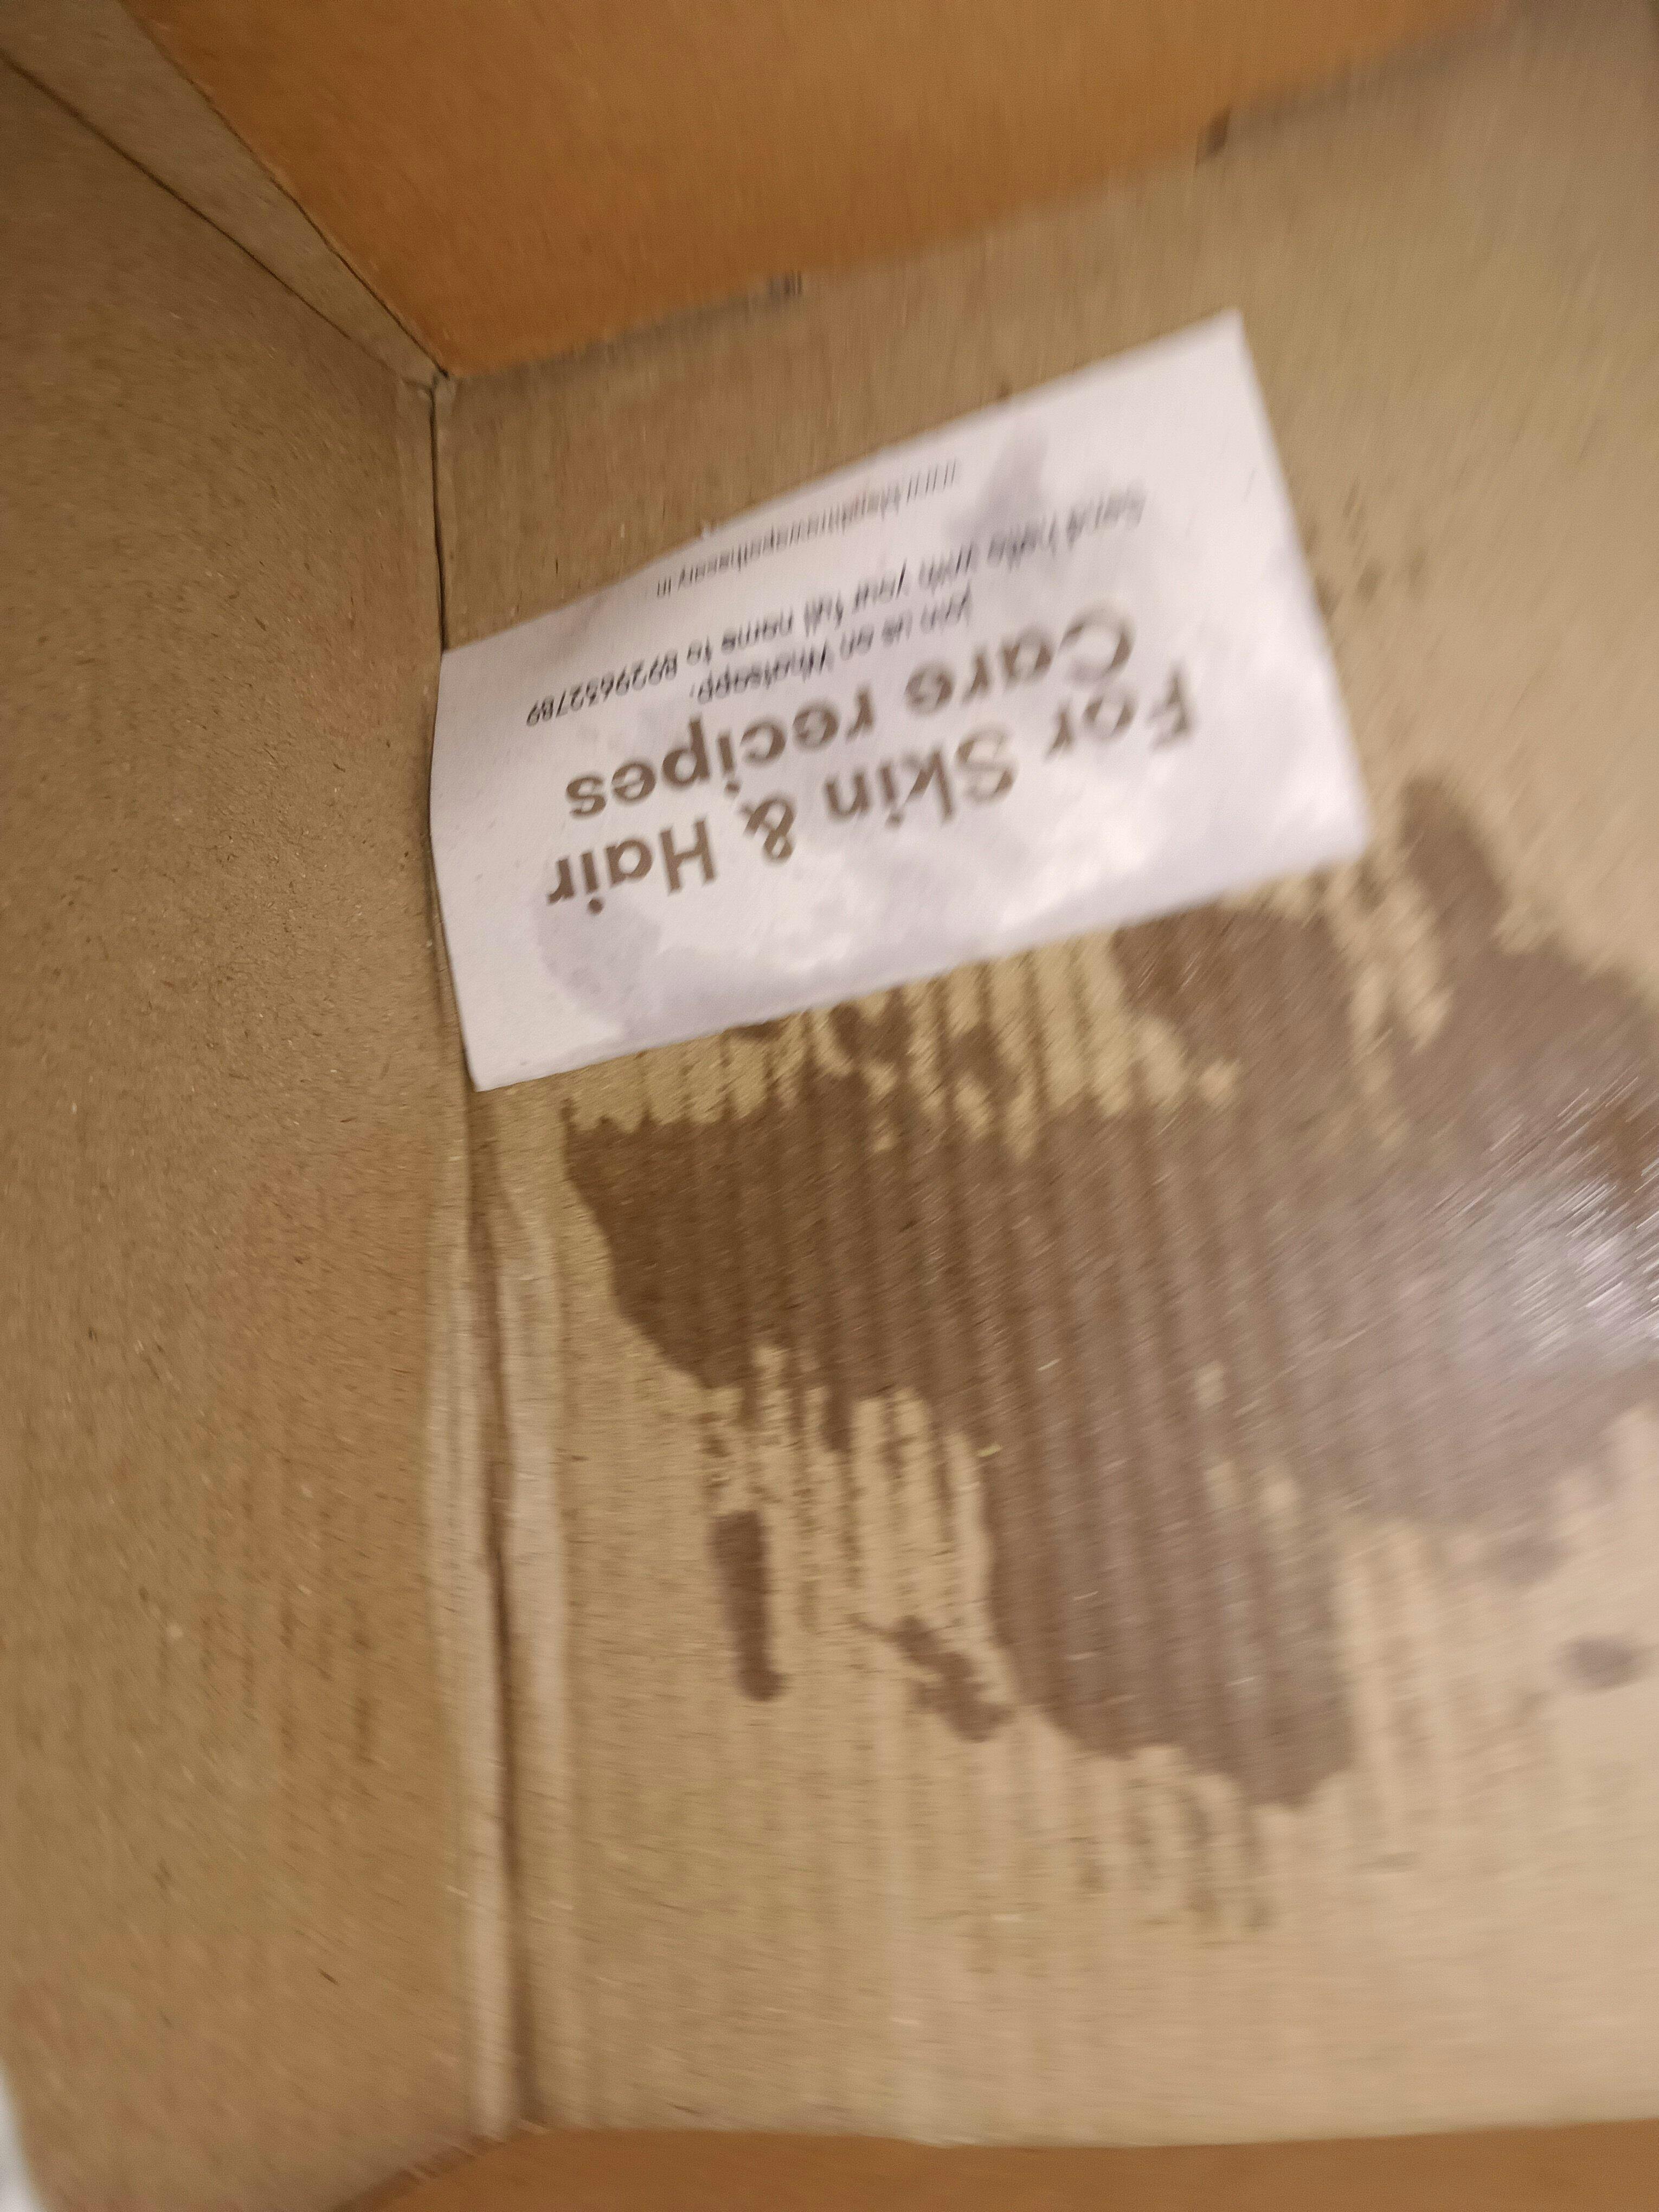 For Skin & Hair
Care recipes
Join us on Whatsapp.
Send hello with your full name to 8929632789